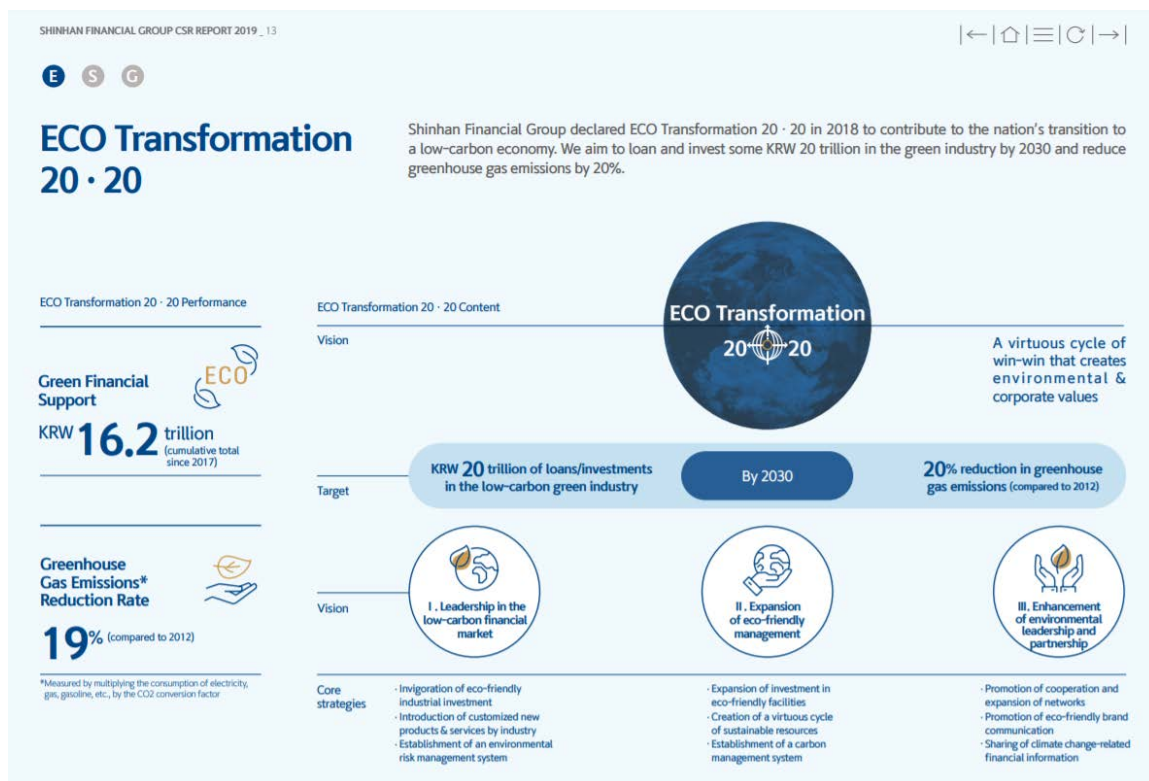 SHINHAN FINANCIAL GROUP CSR REPORT 2019 _ 13
E S G
ECO Transformation
20 · 20
Shinhan Financial Group declared ECO Transformation 20 · 20 in 2018 to contribute to the nation's transition to
a low-carbon economy. We aim to loan and invest some KRW 20 trillion in the green industry by 2030 and reduce
greenhouse gas emissions by 20%.
ECO Transformation 20 · 20 Performance
Green Financial
Support
ECO
KRW 16.2 trillion
(cumulative total
since 2017)
Greenhouse
Gas Emissions*
Reduction Rate
19% (compared to 2012)
*Measured by multiplying the consumption of electricity,
gas, gasoline, etc., by the CO2 conversion factor
ECO Transformation 20 · 20 Content
Vision
ECO Transformation
20 20
A virtuous cycle of
win-win that creates
environmental &
corporate values
Target
KRW 20 trillion of loans/investments
in the low-carbon green industry
By 2030
20% reduction in greenhouse
gas emissions (compared to 2012)
Vision
I . Leadership in the
low-carbon financial
market
II . Expansion
of eco-friendly
management
III. Enhancement
of environmental
leadership and
partnership
Core
strategies
· Invigoration of eco-friendly
industrial investment
· Introduction of customized new
products & services by industry
· Establishment of an environmental
risk management system
· Expansion of investment in
eco-friendly facilities
· Creation of a virtuous cycle
of sustainable resources
· Establishment of a carbon
management system
· Promotion of cooperation and
expansion of networks
· Promotion of eco-friendly brand
communication
· Sharing of climate change-related
financial information